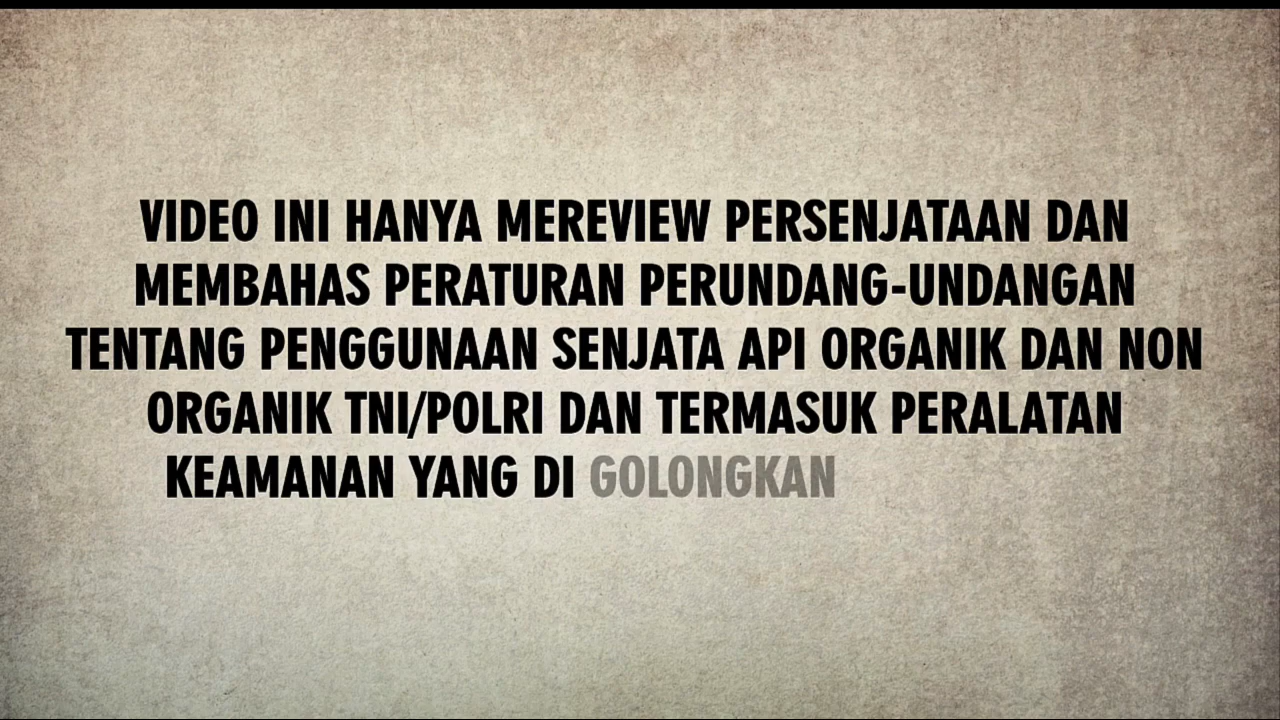 VIDEO INI HANYA MEREVIEW PERSENJATAAN DAN
MEMBAHAS PERATURAN PERUNDANG-UNDANGAN
TENTANG PENGGUNAAN SENJATA API ORGANIK DAN NON
ORGANIK TNI/POLRI DAN TERMASUK PERALATAN
KEAMANAN YANG DI GOLONGKAN